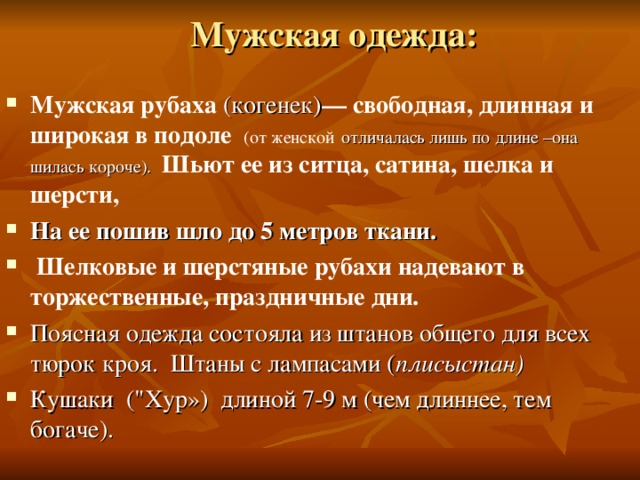 Мужская одежда:
Мужская рубаха (когенек)— свободная, длинная и
широкая в подоле (от женской отличалась лишь по длине –она
шилась короче). Шьют ее из ситца, сатина, шелка и
шерсти,
На ее пошив шло до 5 метров ткани.
Шелковые и шерстяные рубахи надевают в
торжественные, праздничные дни.
Поясная одежда состояла из штанов общего для всех
тюрок кроя. Штаны с лампасами (плисыстан)
Кушаки ("Хур») длиной 7-9 м (чем длиннее, тем
богаче).